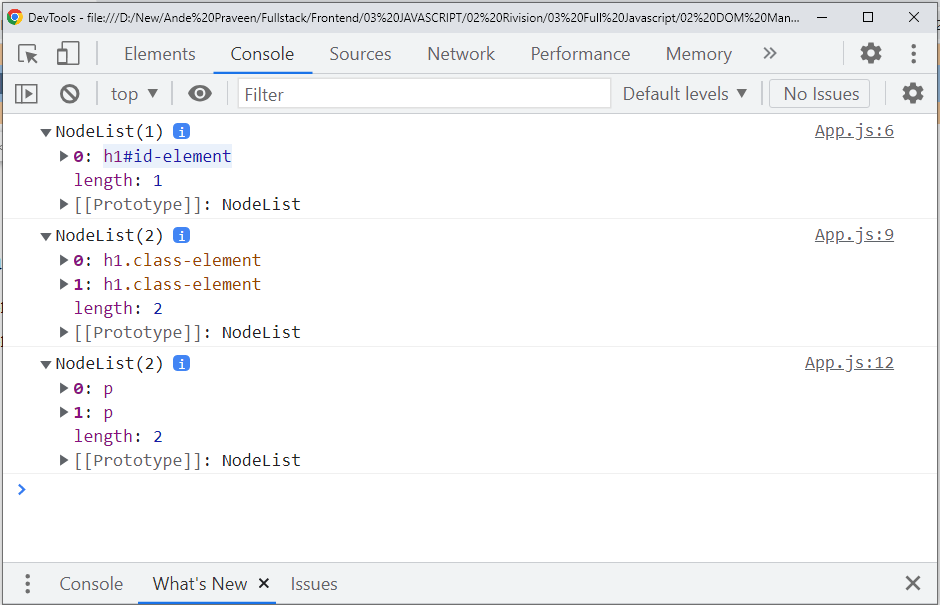 DevTools - file:///D:/New/Ande%20Praveen/Fullstack/Frontend/03%20JAVASCRIPT/02%20Rivision/03%20Full%20Javascript/02%20DOM%20Man...
Elements Console Sources Network Performance Memory »
top ▼ Filter Default levels ▼ No Issues
▼NodeList(1) i App.js:6
▶0: h1#id-element
length: 1
▶[[Prototype]]: NodeList
▼NodeList(2) i App.js:9
▶0: h1.class-element
▶1: h1.class-element
length: 2
▶[[Prototype]]: NodeList
▼NodeList(2) i App.js:12
▶0: p
▶1: p
length: 2
▶[[Prototype]]: NodeList
>
Console What's New × Issues